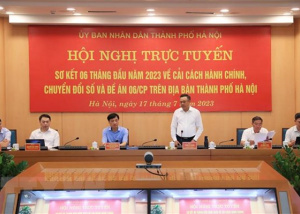 ỦY BAN NHÂN DÂN THÀNH PHỐ HÀ NỘI
HỘI NGHỊ TRỰC TUYẾN
SƠ KẾT 06 THÁNG ĐẦU NĂM 2023 VỀ CẢI CÁCH HÀNH CHÍNH,
CHUYỂN ĐỔI SỐ VÀ ĐỀ ÁN 06/CP TRÊN ĐỊA BÀN THÀNH PHỐ HÀ NỘI
Hà Nội, ngày 17 tháng 7 2023